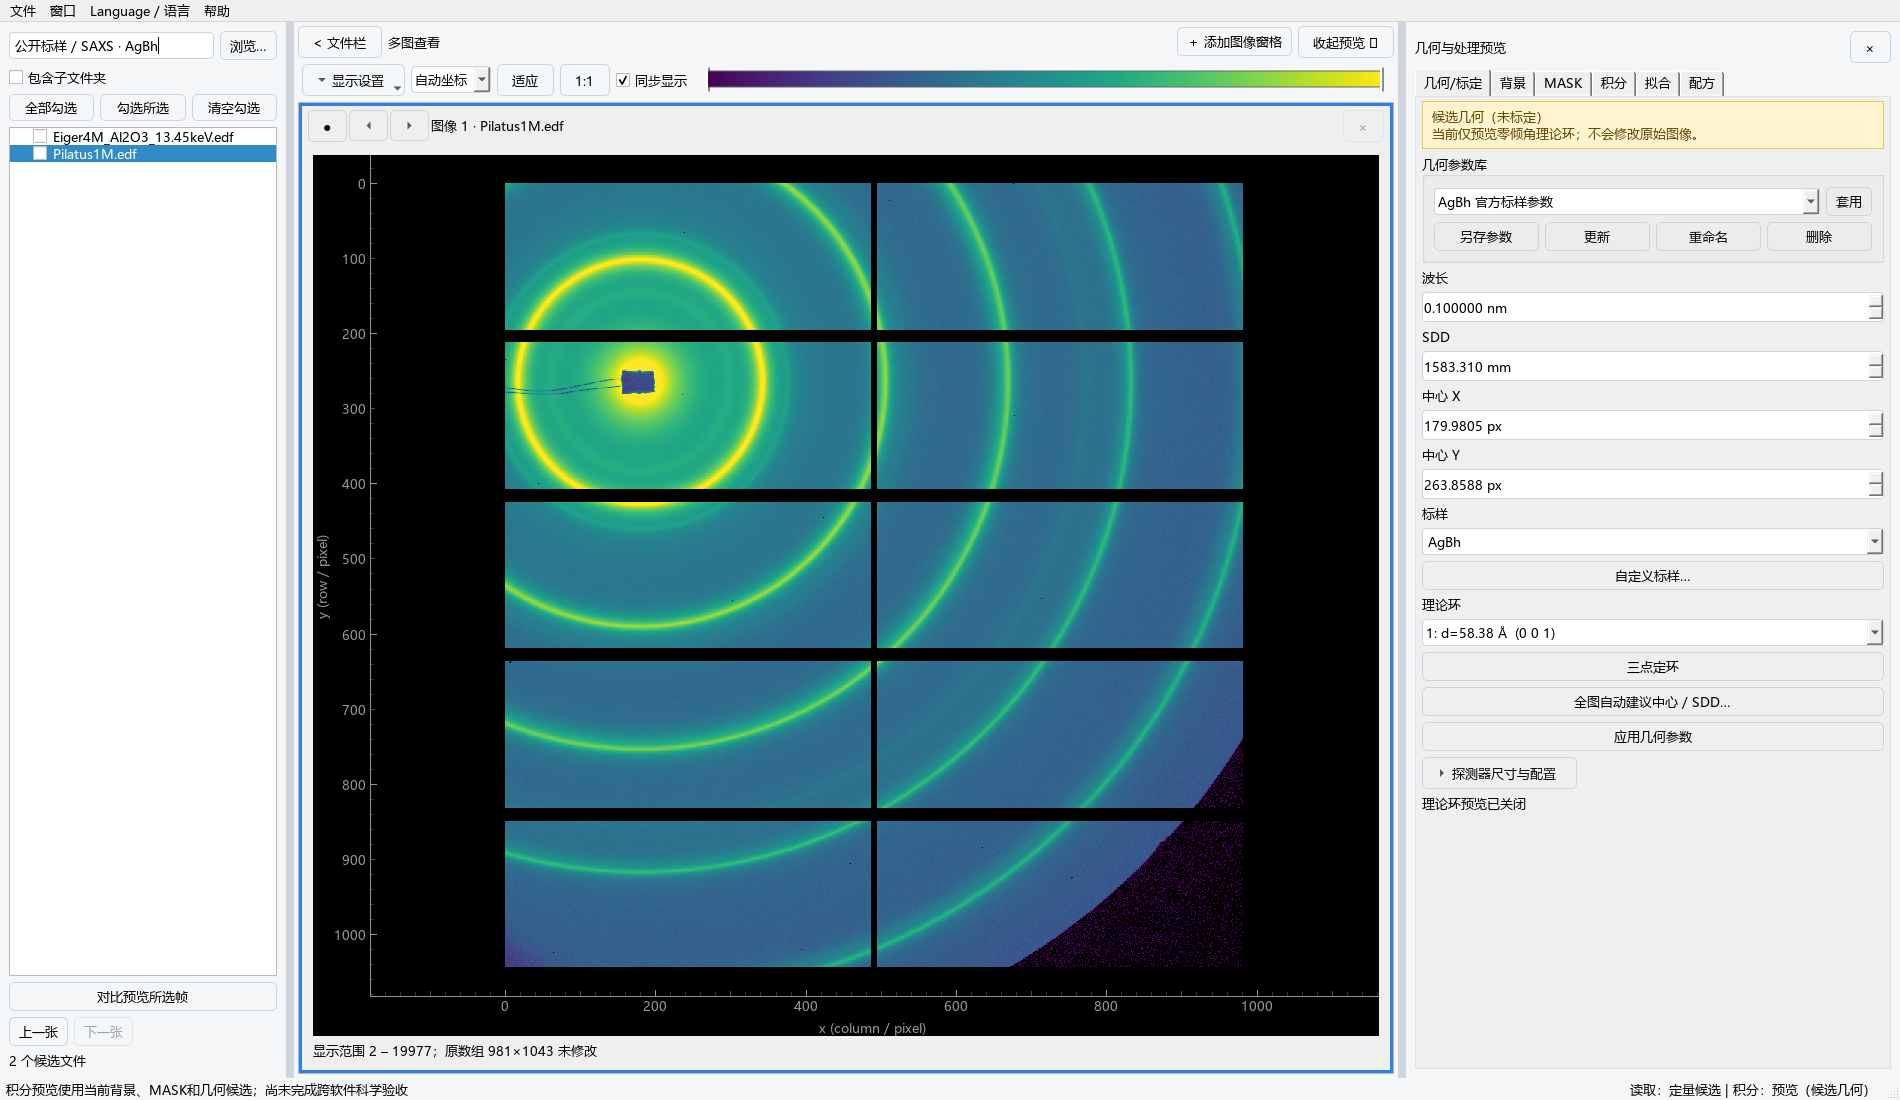 文件 窗口 Language / 语言 帮助
公开标样 / SAXS · AgBh 浏览...
包含子文件夹
全部勾选 勾选所选 清空勾选
Eiger4M_Al2O3_13.45keV.edf
Pilatus1M.edf
对比预览所选帧
上一张 下一张
2 个候选文件
< 文件栏 多图查看 + 添加图像窗格 收起预览
显示设置 自动坐标 适应 1:1 同步显示
图像 1 · Pilatus1M.edf ×
0
100
200
300
400
500
600
700
800
900
1000
y (row / pixel)
0 200 400 600 800 1000
x (column / pixel)
显示范围 2 – 19977；原数组 981×1043 未修改
几何与处理预览 ×
几何/标定 背景 MASK 积分 拟合 配方
候选几何（未标定）
当前仅预览零倾角理论环；不会修改原始图像。
几何参数库
AgBh 官方标样参数 套用
另存参数 更新 重命名 删除
波长
0.100000 nm
SDD
1583.310 mm
中心 X
179.9805 px
中心 Y
263.8588 px
标样
AgBh
自定义标样...
理论环
1: d=58.38 Å (0 0 1)
三点定环
全图自动建议中心 / SDD...
应用几何参数
探测器尺寸与配置
理论环预览已关闭
积分预览使用当前背景、MASK和几何候选；尚未完成跨软件科学验收 读取：定量候选 | 积分：预览（候选几何）